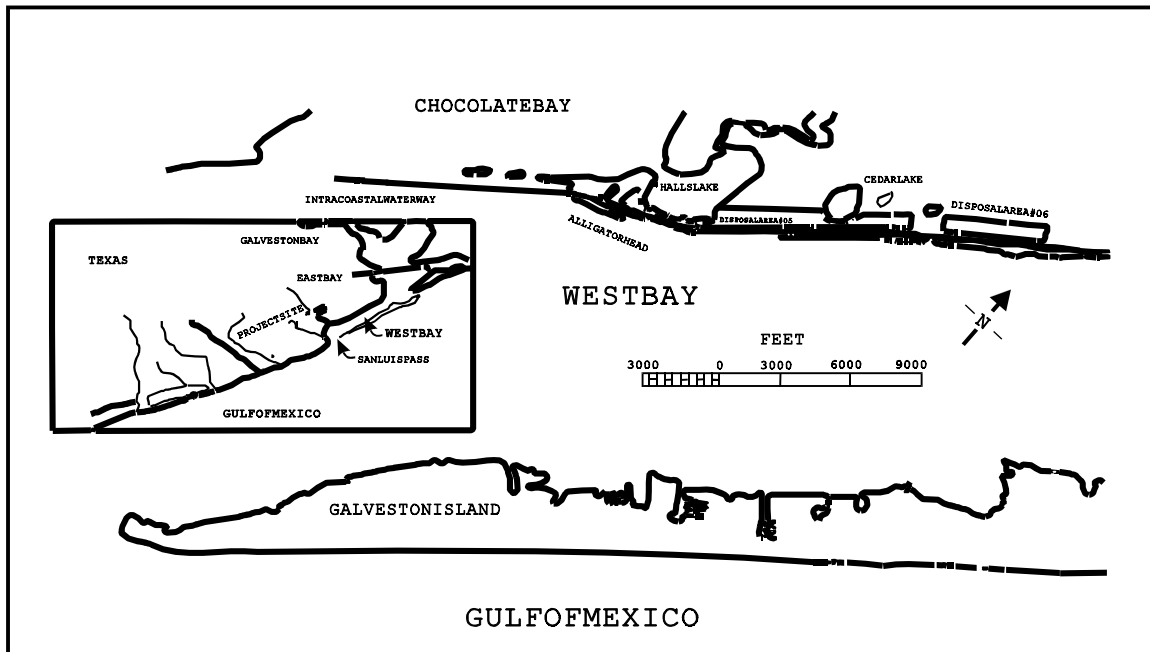 CHOCOLATEBAY
HALLSLAKE
CEDARLAKE
INTRACOASTALWATERWAY
DISPOSALAREA#05
DISPOSALAREA#06
ALLIGATORHEAD
GALVESTONBAY
TEXAS
EASTBAY
PROJECTSITE
WESTBAY
SANLUISPASS
GULFOFMEXICO
WESTBAY
N
FEET
3000 0 3000 6000 9000
GALVESTONISLAND
GULFOFMEXICO